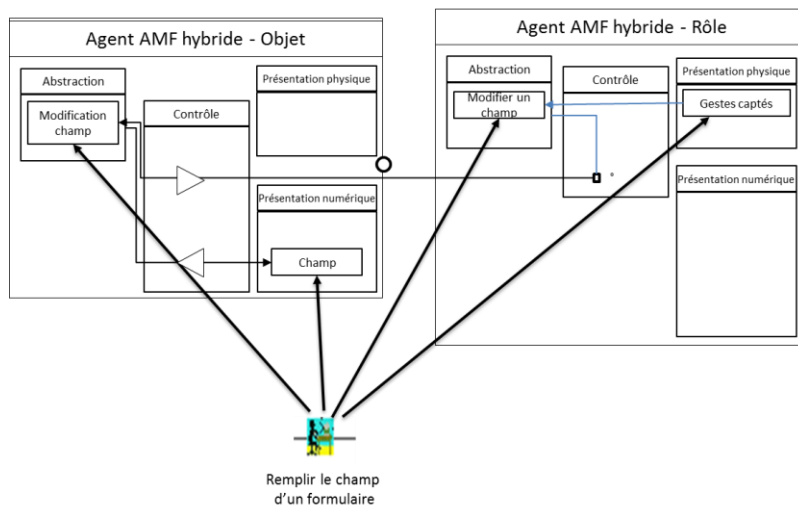 Agent AMF hybride - Objet
Abstraction
Modification
champ
Contrôle
Présentation physique
Présentation numérique
Champ
Agent AMF hybride - Rôle
Abstraction
Modifier un
champ
Contrôle
Présentation physique
Gestes captés
Présentation numérique
Remplir le champ
d'un formulaire